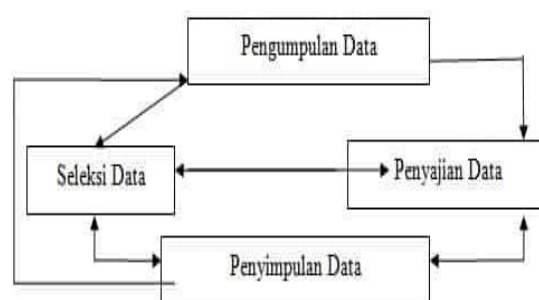 Pengumpulan Data
Seleksi Data
Penyajian Data
Penyimpulan Data